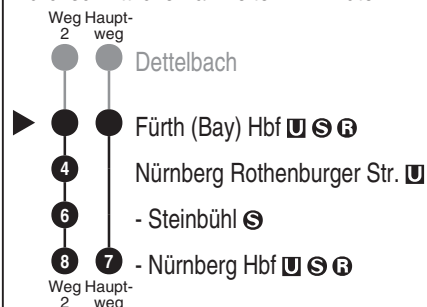 Weg Haupt-
2 weg
Dettelbach
Fürth (Bay) Hbf U S R
4 Nürnberg Rothenburger Str. U
6 - Steinbühl S
8 7 - Nürnberg Hbf U S R
Weg Haupt-
2 weg